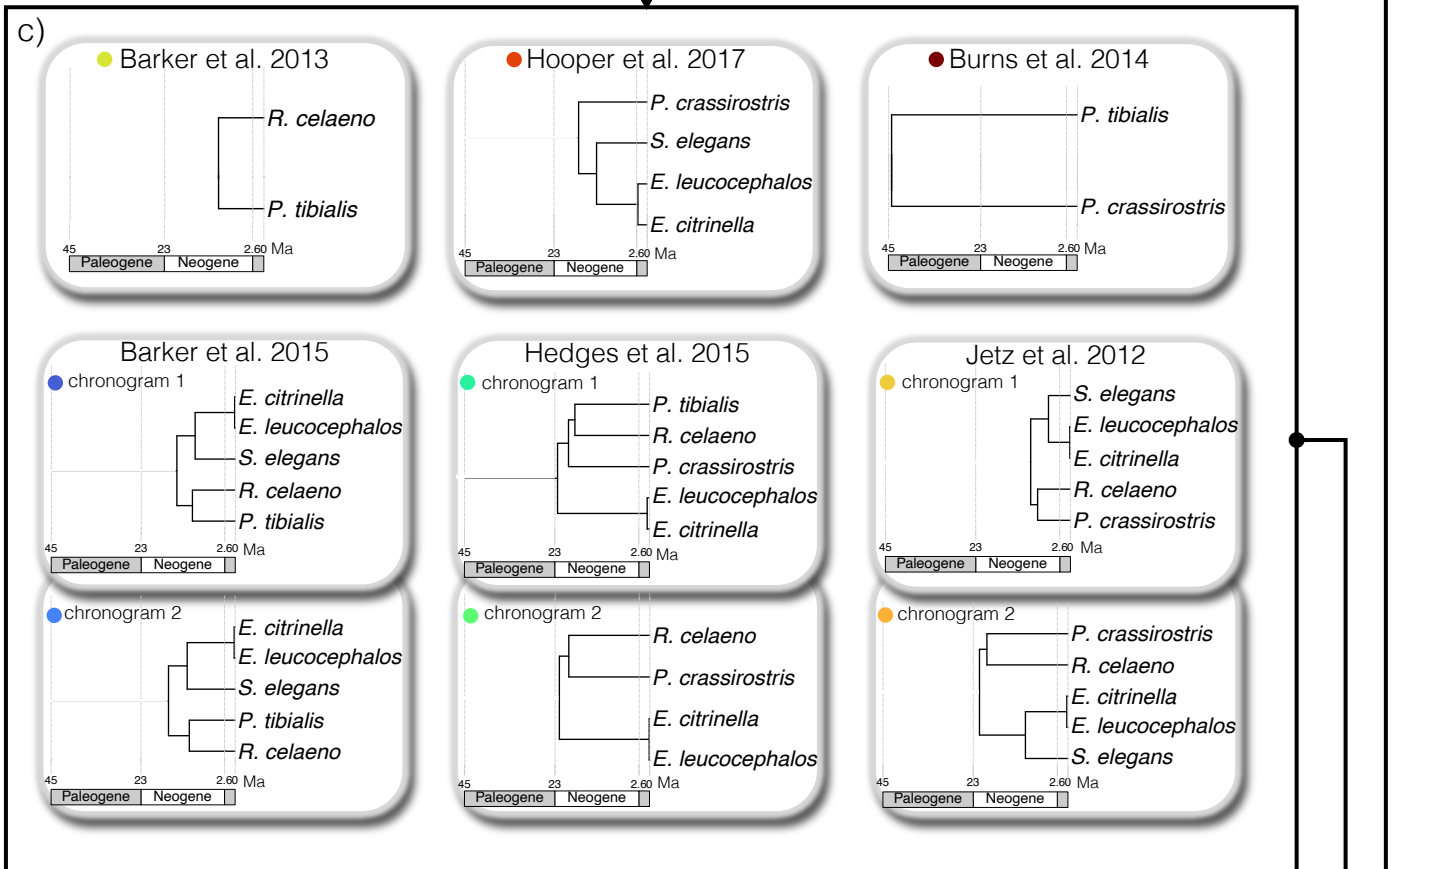 c)
Barker et al. 2013
R. celaeno
P. tibialis
45 23 2.60 Ma
Paleogene Neogene
Hooper et al. 2017
P. crassirostris
S. elegans
E. leucocephalos
E. citrinella
45 23 2.60 Ma
Paleogene Neogene
Burns et al. 2014
P. tibialis
P. crassirostris
45 23 2.60 Ma
Paleogene Neogene
Barker et al. 2015
chronogram 1
E. citrinella
E. leucocephalos
S. elegans
R. celaeno
P. tibialis
45 23 2.60 Ma
Paleogene Neogene
chronogram 2
E. citrinella
E. leucocephalos
S. elegans
P. tibialis
R. celaeno
45 23 2.60 Ma
Paleogene Neogene
Hedges et al. 2015
chronogram 1
P. tibialis
R. celaeno
P. crassirostris
E. leucocephalos
E. citrinella
45 23 2.60 Ma
Paleogene Neogene
chronogram 2
R. celaeno
P. crassirostris
E. citrinella
E. leucocephalos
45 23 2.60 Ma
Paleogene Neogene
Jetz et al. 2012
chronogram 1
S. elegans
E. leucocephalos
E. citrinella
R. celaeno
P. crassirostris
45 23 2.60 Ma
Paleogene Neogene
chronogram 2
P. crassirostris
R. celaeno
E. citrinella
E. leucocephalos
S. elegans
45 23 2.60 Ma
Paleogene Neogene